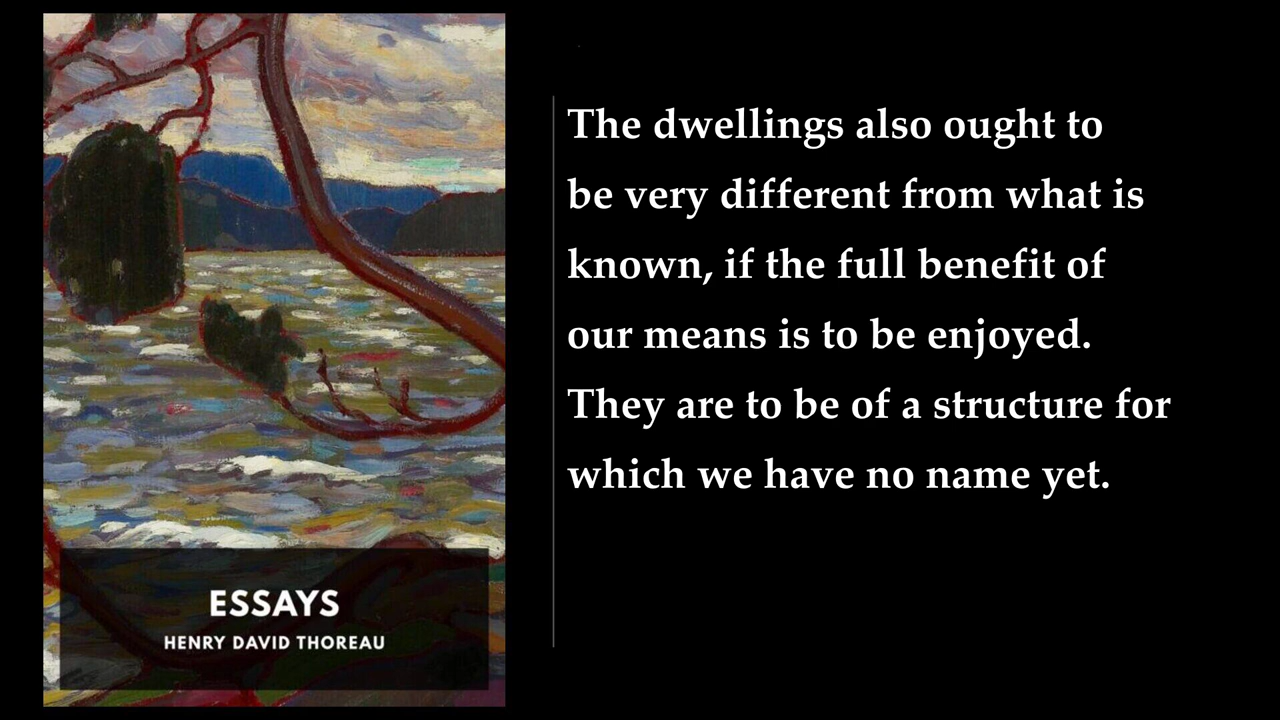 ESSAYS
HENRY DAVID THOREAU
The dwellings also ought to
be very different from what is
known, if the full benefit of
our means is to be enjoyed.
They are to be of a structure for
which we have no name yet.